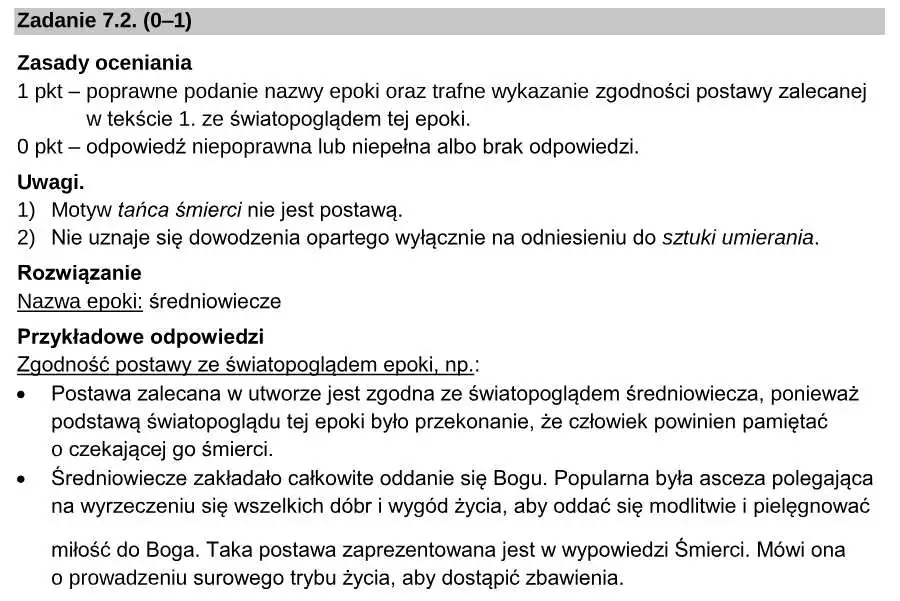 Zadanie 7.2. (0–1)
Zasady oceniania
1 pkt – poprawne podanie nazwy epoki oraz trafne wykazanie zgodności postawy zalecanej
w tekście 1. ze światopoglądem tej epoki.
0 pkt – odpowiedź niepoprawna lub niepełna albo brak odpowiedzi.
Uwagi.
1) Motyw tańca śmierci nie jest postawą.
2) Nie uznaje się dowodzenia opartego wyłącznie na odniesieniu do sztuki umierania.
Rozwiązanie
Nazwa epoki: średniowiecze
Przykładowe odpowiedzi
Zgodność postawy ze światopoglądem epoki, np.:
• Postawa zalecana w utworze jest zgodna ze światopoglądem średniowiecza, ponieważ
podstawą światopoglądu tej epoki było przekonanie, że człowiek powinien pamiętać
o czekającej go śmierci.
• Średniowiecze zakładało całkowite oddanie się Bogu. Popularna była asceza polegająca
na wyrzeczeniu się wszelkich dóbr i wygód życia, aby oddać się modlitwie i pielęgnować
miłość do Boga. Taka postawa zaprezentowana jest w wypowiedzi Śmierci. Mówi ona
o prowadzeniu surowego trybu życia, aby dostąpić zbawienia.